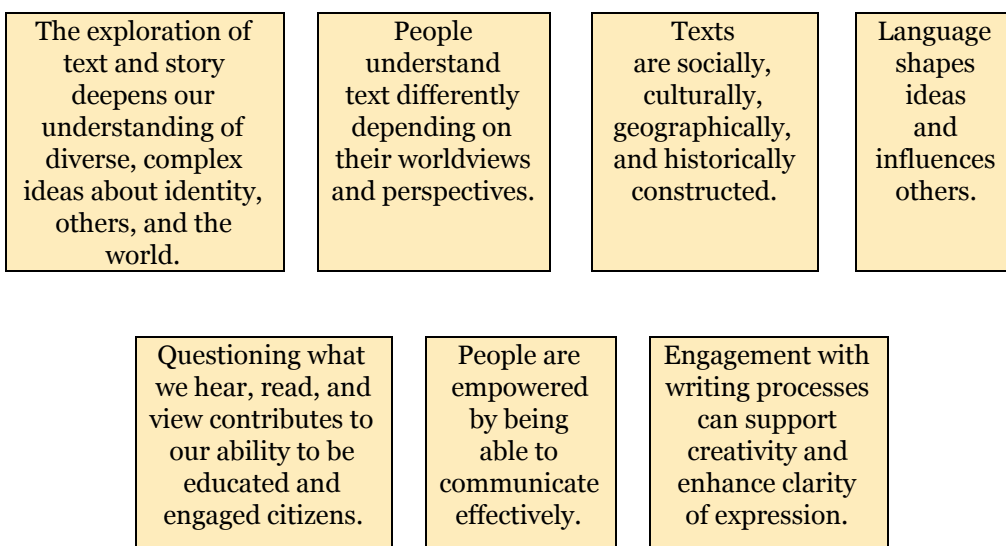 The exploration of
text and story
deepens our
understanding of
diverse, complex
ideas about identity,
others, and the
world.
People
understand
text differently
depending on
their worldviews
and perspectives.
Texts
are socially,
culturally,
geographically,
and historically
constructed.
Language
shapes
ideas
and
influences
others.
Questioning what
we hear, read, and
view contributes to
our ability to be
educated and
engaged citizens.
People are
empowered
by being
able to
communicate
effectively.
Engagement with
writing processes
can support
creativity and
enhance clarity
of expression.